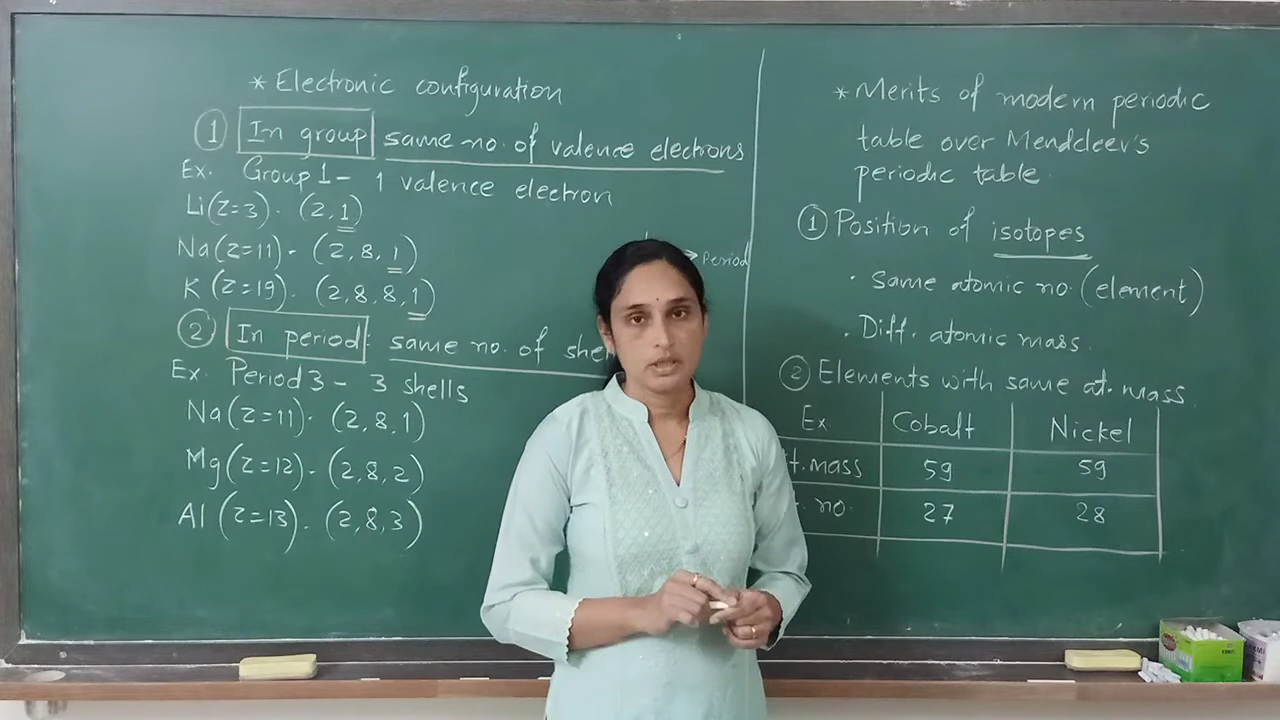 * Electronic configuration
① In group same no. of valence electrons
Ex. Group 1 - 1 valence electron
Li (z=3). (2, 1)
Na (z=11). (2, 8, 1)
K (z=19). (2, 8, 8, 1)
② In period: same no. of
Ex. Period 3 - 3 shells
Na (z=11). (2, 8, 1)
Mg (z=12). (2, 8, 2)
Al (z=13). (2, 8, 3)
→ Period
* Merits of modern periodic
table over Mendeleev's
periodic table.
① Position of isotopes
· Same atomic no. (element)
· Diff. atomic mass.
② Elements with same at. mass.
Ex. Cobalt Nickel
mass 59 59
no. 27 28